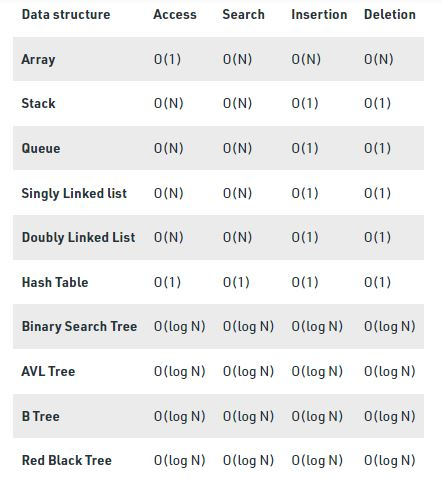 Data structure Access Search Insertion Deletion
Array O(1) O(N) O(N) O(N)
Stack O(N) O(N) O(1) O(1)
Queue O(N) O(N) O(1) O(1)
Singly Linked list O(N) O(N) O(1) O(1)
Doubly Linked List O(N) O(N) O(1) O(1)
Hash Table O(1) O(1) O(1) O(1)
Binary Search Tree O(log N) O(log N) O(log N) O(log N)
AVL Tree O(log N) O(log N) O(log N) O(log N)
B Tree O(log N) O(log N) O(log N) O(log N)
Red Black Tree O(log N) O(log N) O(log N) O(log N)